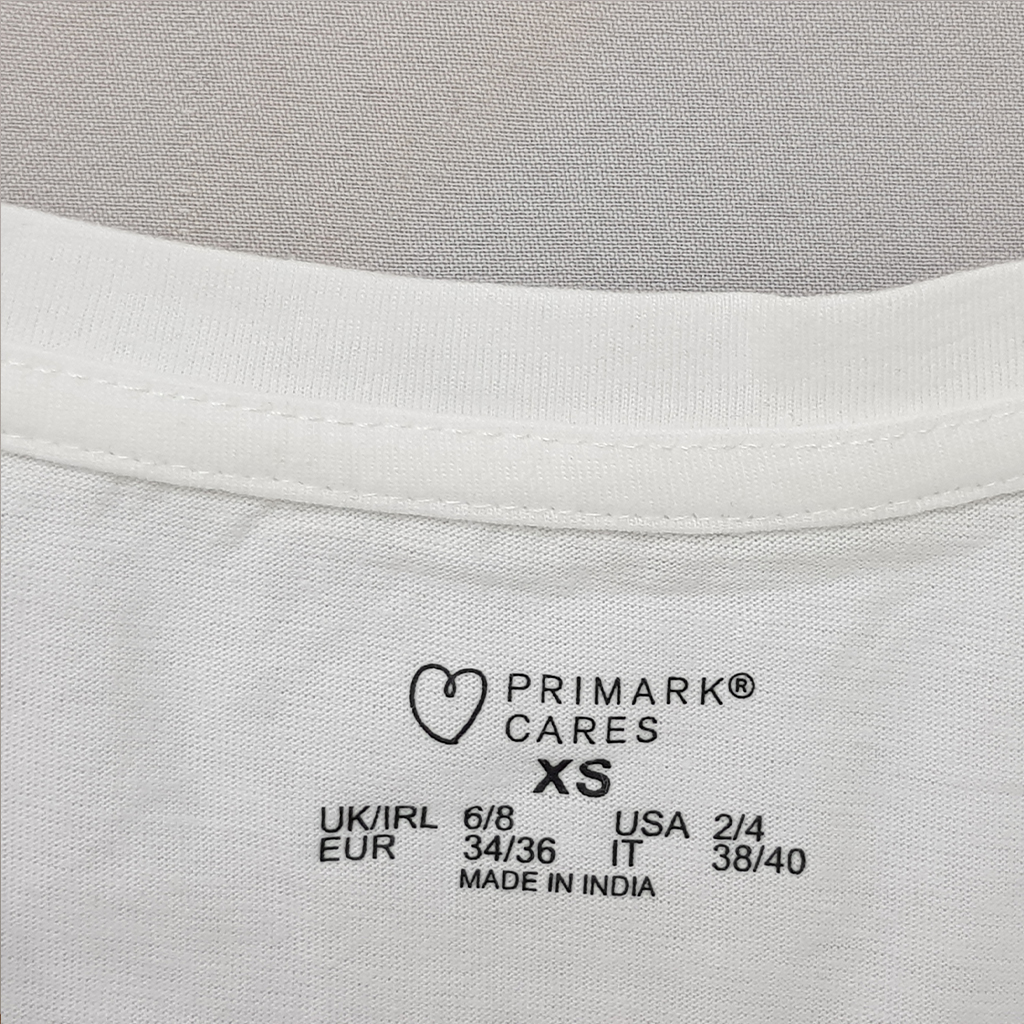 PRIMARK®
CARES
XS
UK/IRL 6/8 USA 2/4
EUR 34/36 IT 38/40
MADE IN INDIA